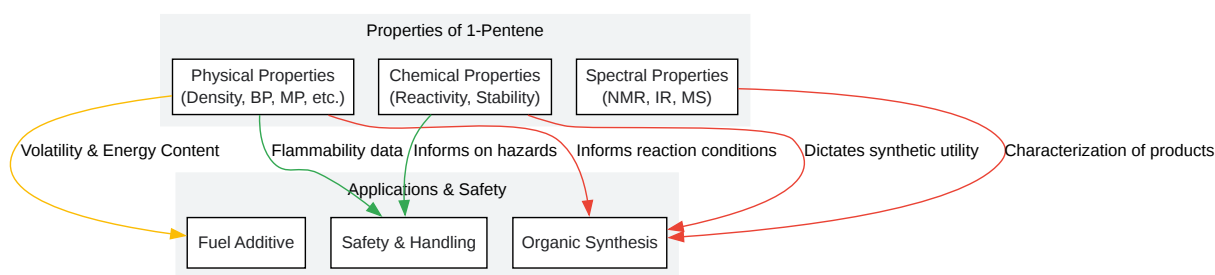 Properties of 1-Pentene
Physical Properties
(Density, BP, MP, etc.)
Chemical Properties
(Reactivity, Stability)
Spectral Properties
(NMR, IR, MS)
Volatility & Energy Content
Flammability data
Informs on hazards
Informs reaction conditions
Dictates synthetic utility
Characterization of products
Applications & Safety
Fuel Additive
Safety & Handling
Organic Synthesis